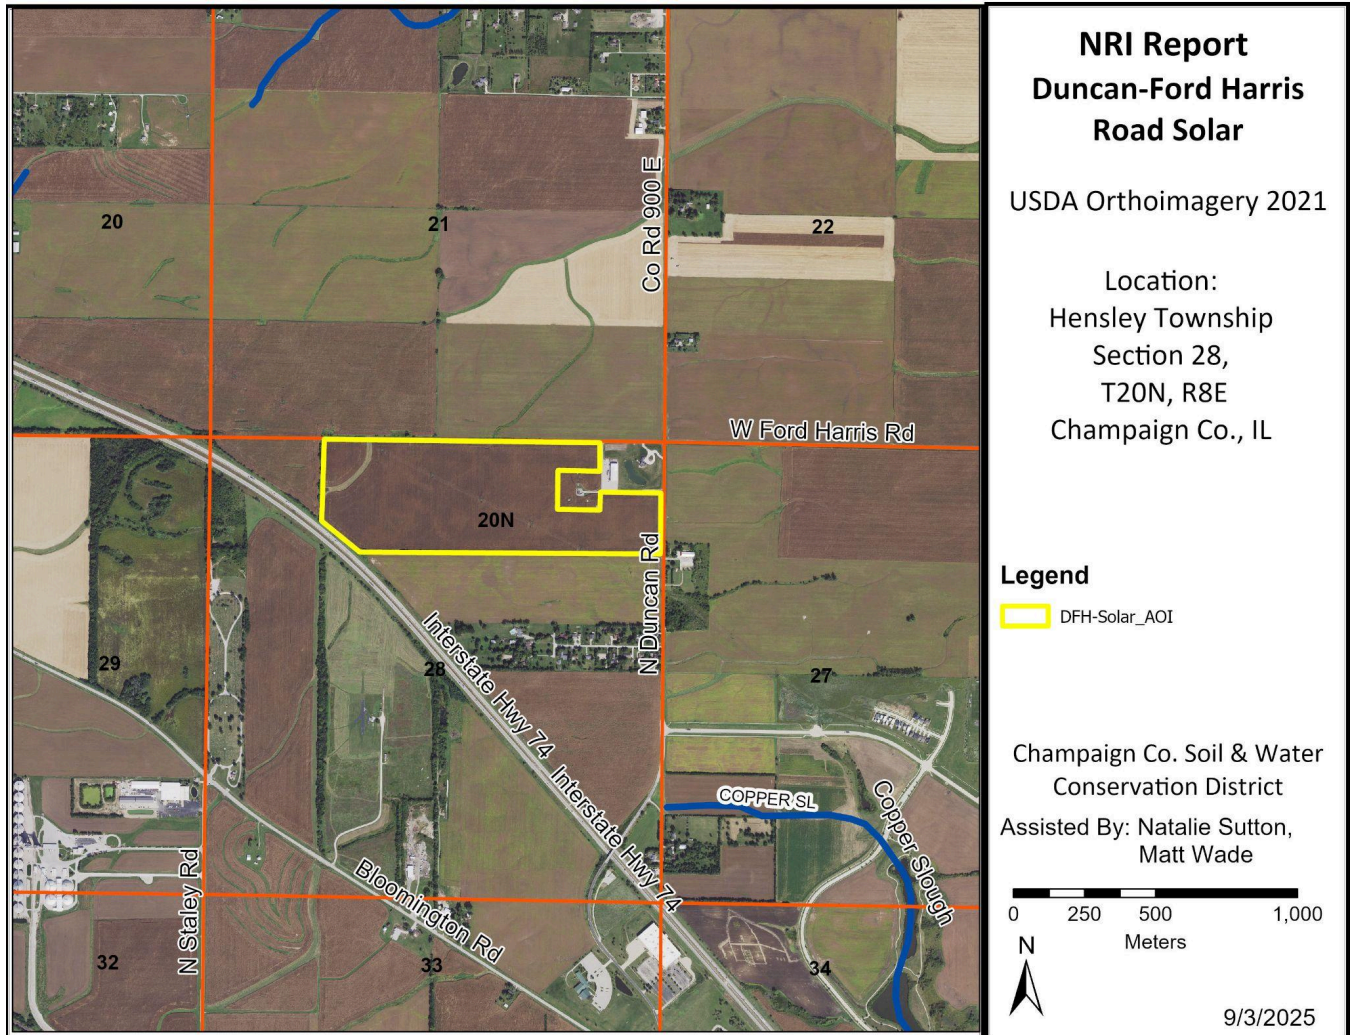 20
21
22
Co Rd 900 E
W Ford Harris Rd
20N
N Duncan Rd
29
28
27
Interstate Hwy 74
Interstate Hwy 74
COPPER SL
Copper Slough
N Staley Rd
Bloomington Rd
32
33
34
NRI Report
Duncan-Ford Harris
Road Solar
USDA Orthoimagery 2021
Location:
Hensley Township
Section 28,
T20N, R8E
Champaign Co., IL
Legend
DFH-Solar_AOI
Champaign Co. Soil & Water
Conservation District
Assisted By: Natalie Sutton,
Matt Wade
0 250 500 1,000
Meters
N
9/3/2025